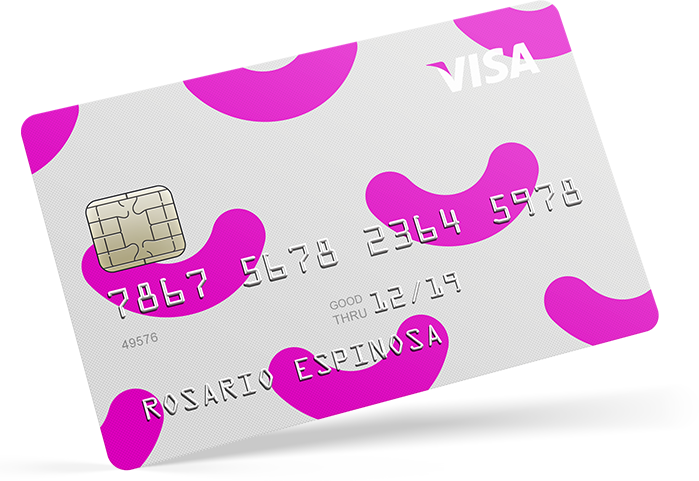 VISA
7867 5678 2364 5978
49576
GOOD THRU 12/19
ROSARIO ESPINOSA